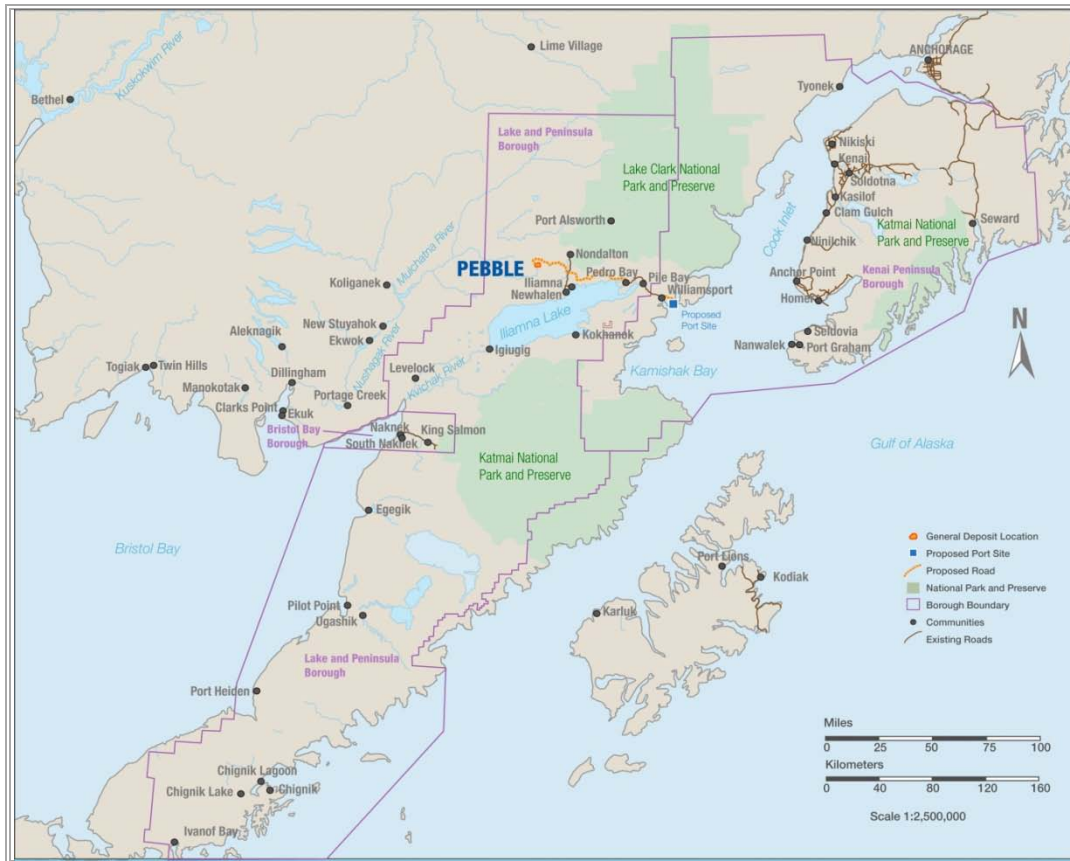 Lime Village
ANCHORAGE
Kuskokwim River
Bethel
Tyonek
Lake and Peninsula
Borough
Nikiski
Kenai
Soldotna
Kasilof
Clam Gulch
Lake Clark National
Park and Preserve
Port Alsworth
Mulchatna River
Cook Inlet
Seward
Katmai National
Park and Preserve
Ninilchik
Nondalton
PEBBLE
Pedro Bay
Pile Bay
Williamsport
Iliamna
Newhalen
Proposed
Port Site
Anchor Point
Homer
Kenai Peninsula
Borough
Koliganek
Iliamna Lake
Kokhanok
Seldovia
Nanwalek
Port Graham
N
New Stuyahok
Ekwok
Aleknagik
Nushagak River
Igiugig
Kamishak Bay
Togiak
Twin Hills
Levelock
Kvichak River
Manokotak
Dillingham
Portage Creek
Clarks Point
Ekuk
Bristol Bay
Borough
Naknek
South Naknek
King Salmon
Katmai National
Park and Preserve
Gulf of Alaska
Egegik
Bristol Bay
General Deposit Location
Proposed Port Site
Proposed Road
National Park and Preserve
Borough Boundary
Communities
Existing Roads
Port Lions
Kodiak
Karluk
Pilot Point
Ugashik
Lake and Peninsula
Borough
Port Heiden
Miles
0 25 50 75 100
Kilometers
0 40 80 120 160
Scale 1:2,500,000
Chignik Lagoon
Chignik Lake
Chignik
Ivanof Bay